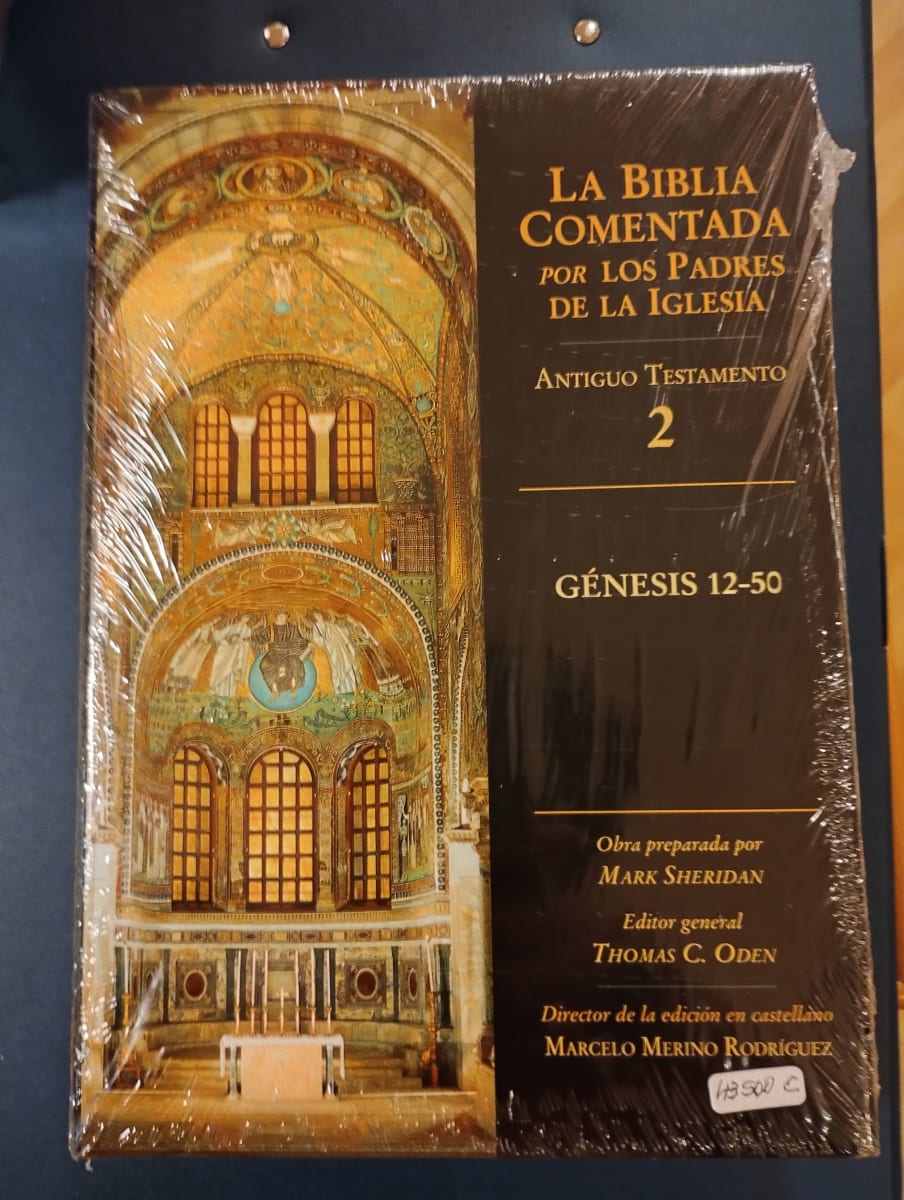 LA BIBLIA
COMENTADA
POR LOS PADRES
DE LA IGLESIA
ANTIGUO TESTAMENTO
2
GÉNESIS 12-50
Obra preparada por
MARK SHERIDAN
Editor general
THOMAS C. ODEN
Director de la edición en castellano
MARCELO MERINO RODRÍGUEZ
43500 C